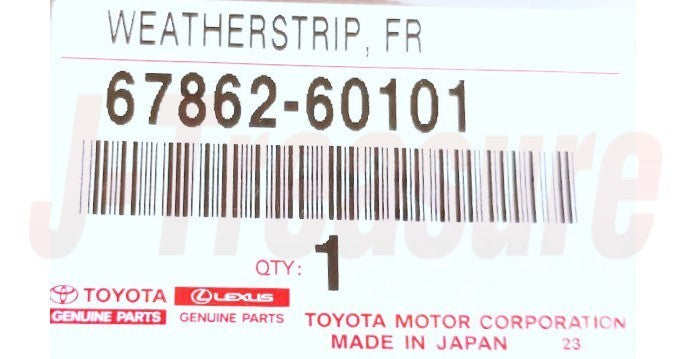 WEATHERSTRIP, FR
67862-60101
J-Treasure
QTY: 1
TOYOTA LEXUS
GENUINE PARTS GENUINE PARTS
TOYOTA MOTOR CORPORATION
MADE IN JAPAN 23